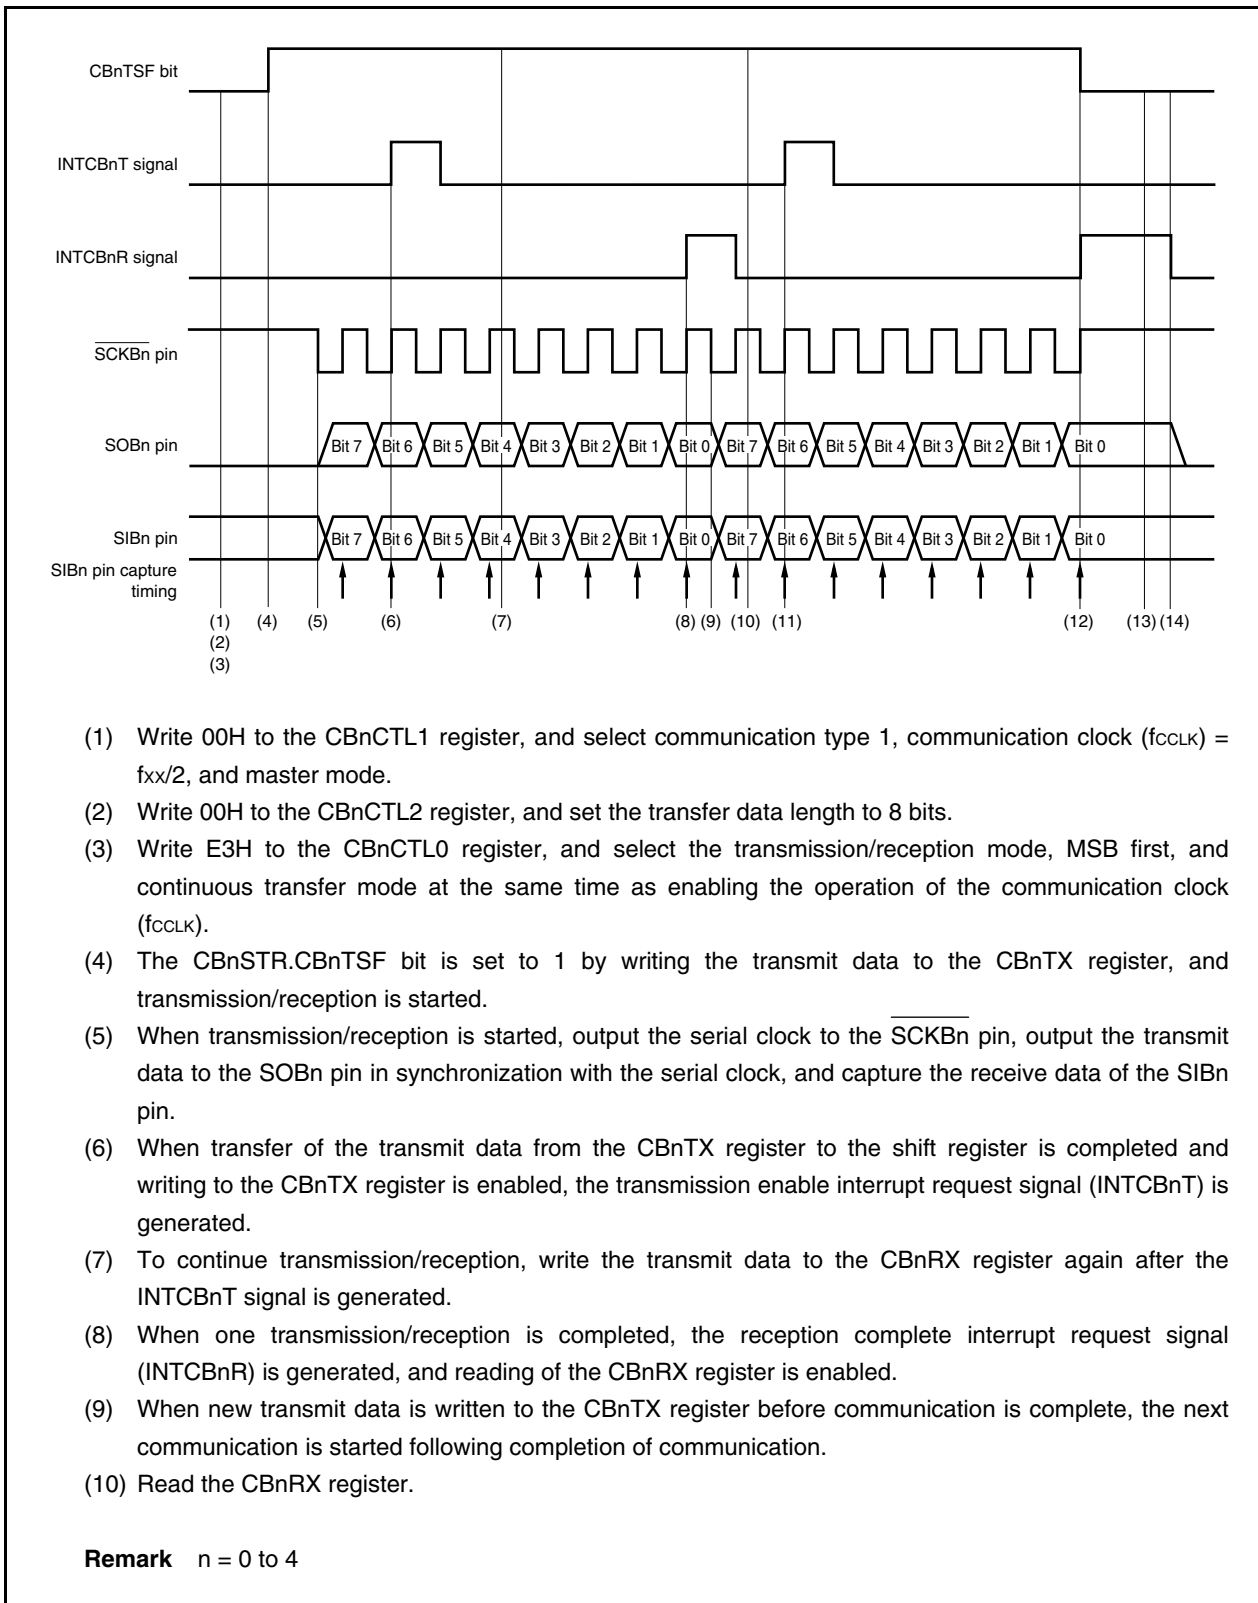 CBnTSF bit
INTCBnT signal
INTCBnR signal
SCKBn pin
SOBn pin
Bit 7 Bit 6 Bit 5 Bit 4 Bit 3 Bit 2 Bit 1 Bit 0 Bit 7 Bit 6 Bit 5 Bit 4 Bit 3 Bit 2 Bit 1 Bit 0
SIBn pin
Bit 7 Bit 6 Bit 5 Bit 4 Bit 3 Bit 2 Bit 1 Bit 0 Bit 7 Bit 6 Bit 5 Bit 4 Bit 3 Bit 2 Bit 1 Bit 0
SIBn pin capture
timing
(1) (4) (5) (6) (7) (8) (9) (10) (11) (12) (13) (14)
(2)
(3)
(1) Write 00H to the CBnCTL1 register, and select communication type 1, communication clock (fCCLK) =
fxx/2, and master mode.
(2) Write 00H to the CBnCTL2 register, and set the transfer data length to 8 bits.
(3) Write E3H to the CBnCTL0 register, and select the transmission/reception mode, MSB first, and
continuous transfer mode at the same time as enabling the operation of the communication clock
(fCCLK).
(4) The CBnSTR.CBnTSF bit is set to 1 by writing the transmit data to the CBnTX register, and
transmission/reception is started.
(5) When transmission/reception is started, output the serial clock to the SCKBn pin, output the transmit
data to the SOBn pin in synchronization with the serial clock, and capture the receive data of the SIBn
pin.
(6) When transfer of the transmit data from the CBnTX register to the shift register is completed and
writing to the CBnTX register is enabled, the transmission enable interrupt request signal (INTCBnT) is
generated.
(7) To continue transmission/reception, write the transmit data to the CBnRX register again after the
INTCBnT signal is generated.
(8) When one transmission/reception is completed, the reception complete interrupt request signal
(INTCBnR) is generated, and reading of the CBnRX register is enabled.
(9) When new transmit data is written to the CBnTX register before communication is complete, the next
communication is started following completion of communication.
(10) Read the CBnRX register.
Remark n = 0 to 4